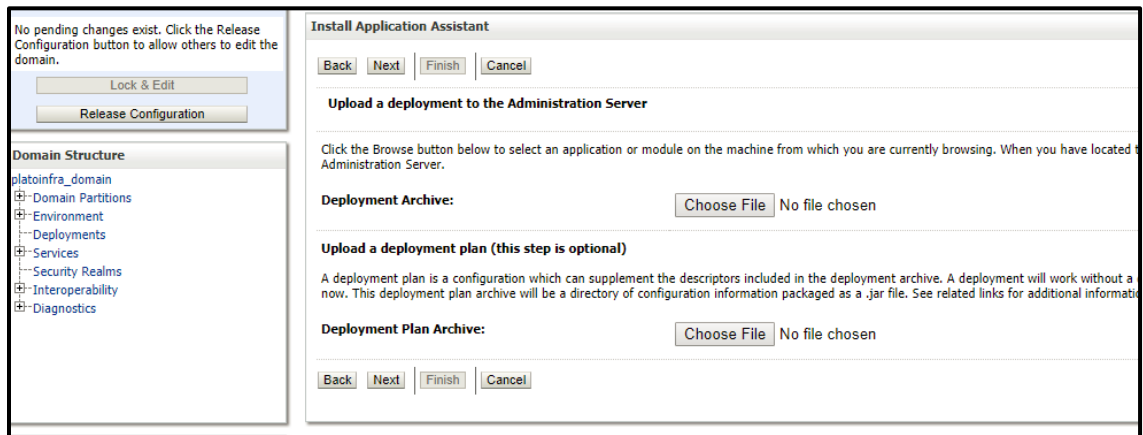 No pending changes exist. Click the Release
Configuration button to allow others to edit the
domain.
Lock & Edit
Release Configuration
Domain Structure
platoinfra_domain
Domain Partitions
Environment
Deployments
Services
Security Realms
Interoperability
Diagnostics
Install Application Assistant
Back Next Finish Cancel
Upload a deployment to the Administration Server
Click the Browse button below to select an application or module on the machine from which you are currently browsing. When you have located
Administration Server.
Deployment Archive: Choose File No file chosen
Upload a deployment plan (this step is optional)
A deployment plan is a configuration which can supplement the descriptors included in the deployment archive. A deployment will work without a
now. This deployment plan archive will be a directory of configuration information packaged as a .jar file. See related links for additional
Deployment Plan Archive: Choose File No file chosen
Back Next Finish Cancel